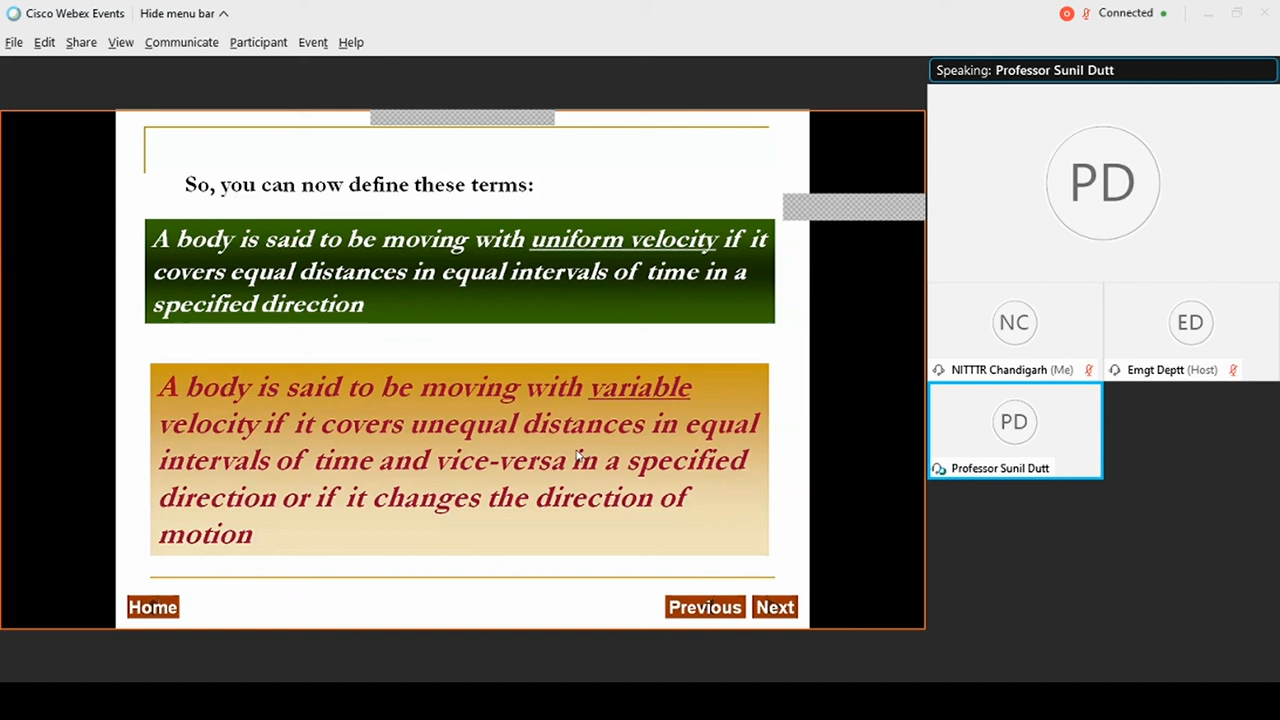 Cisco Webex Events
Hide menu bar
Connected
File Edit Share View Communicate Participant Event Help
Speaking: Professor Sunil Dutt
PD
So, you can now define these terms:
A body is said to be moving with uniform velocity if it
covers equal distances in equal intervals of time in a
specified direction
A body is said to be moving with variable
velocity if it covers unequal distances in equal
intervals of time and vice-versa in a specified
direction or if it changes the direction of
motion
Home
Previous
Next
NC
NITTTR Chandigarh (Me)
ED
Emgt Deptt (Host)
PD
Professor Sunil Dutt